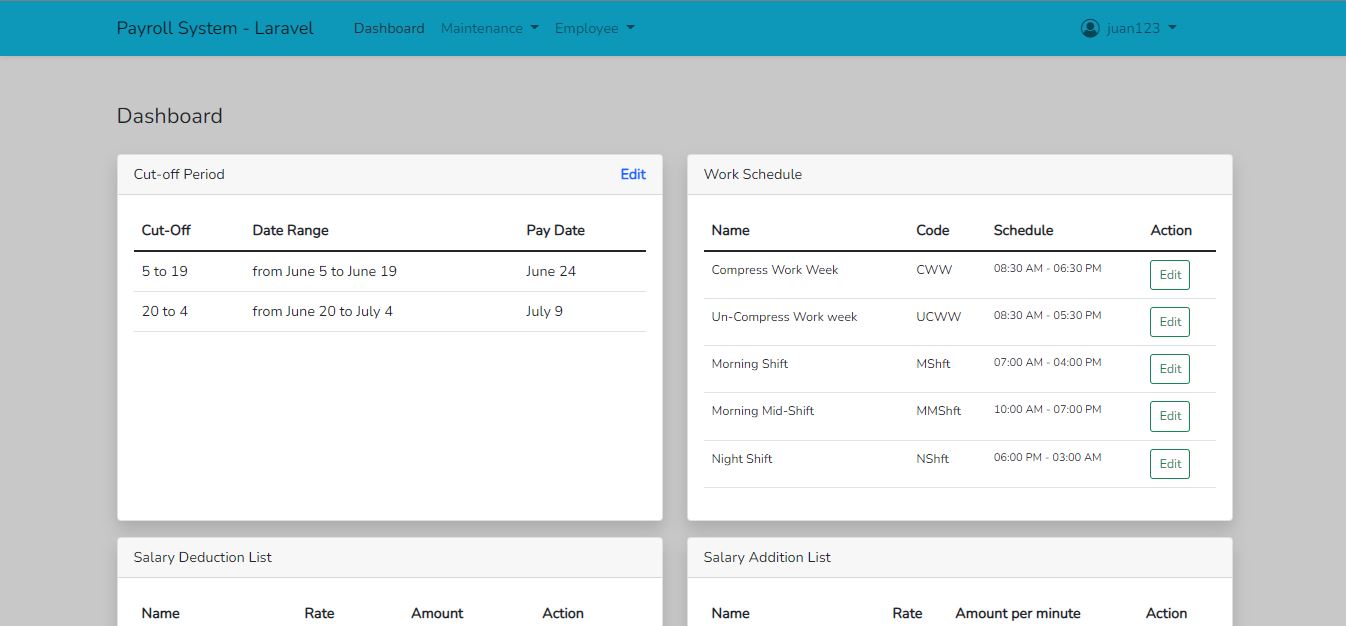 Payroll System - Laravel Dashboard Maintenance Employee juan123
Dashboard
Cut-off Period Edit
Cut-Off Date Range Pay Date
5 to 19 from June 5 to June 19 June 24
20 to 4 from June 20 to July 4 July 9
Work Schedule
Name Code Schedule Action
Compress Work Week CWW 08:30 AM - 06:30 PM Edit
Un-Compress Work week UCWW 08:30 AM - 05:30 PM Edit
Morning Shift MShft 07:00 AM - 04:00 PM Edit
Morning Mid-Shift MMShft 10:00 AM - 07:00 PM Edit
Night Shift NShft 06:00 PM - 03:00 AM Edit
Salary Deduction List
Name Rate Amount Action
Salary Addition List
Name Rate Amount per minute Action